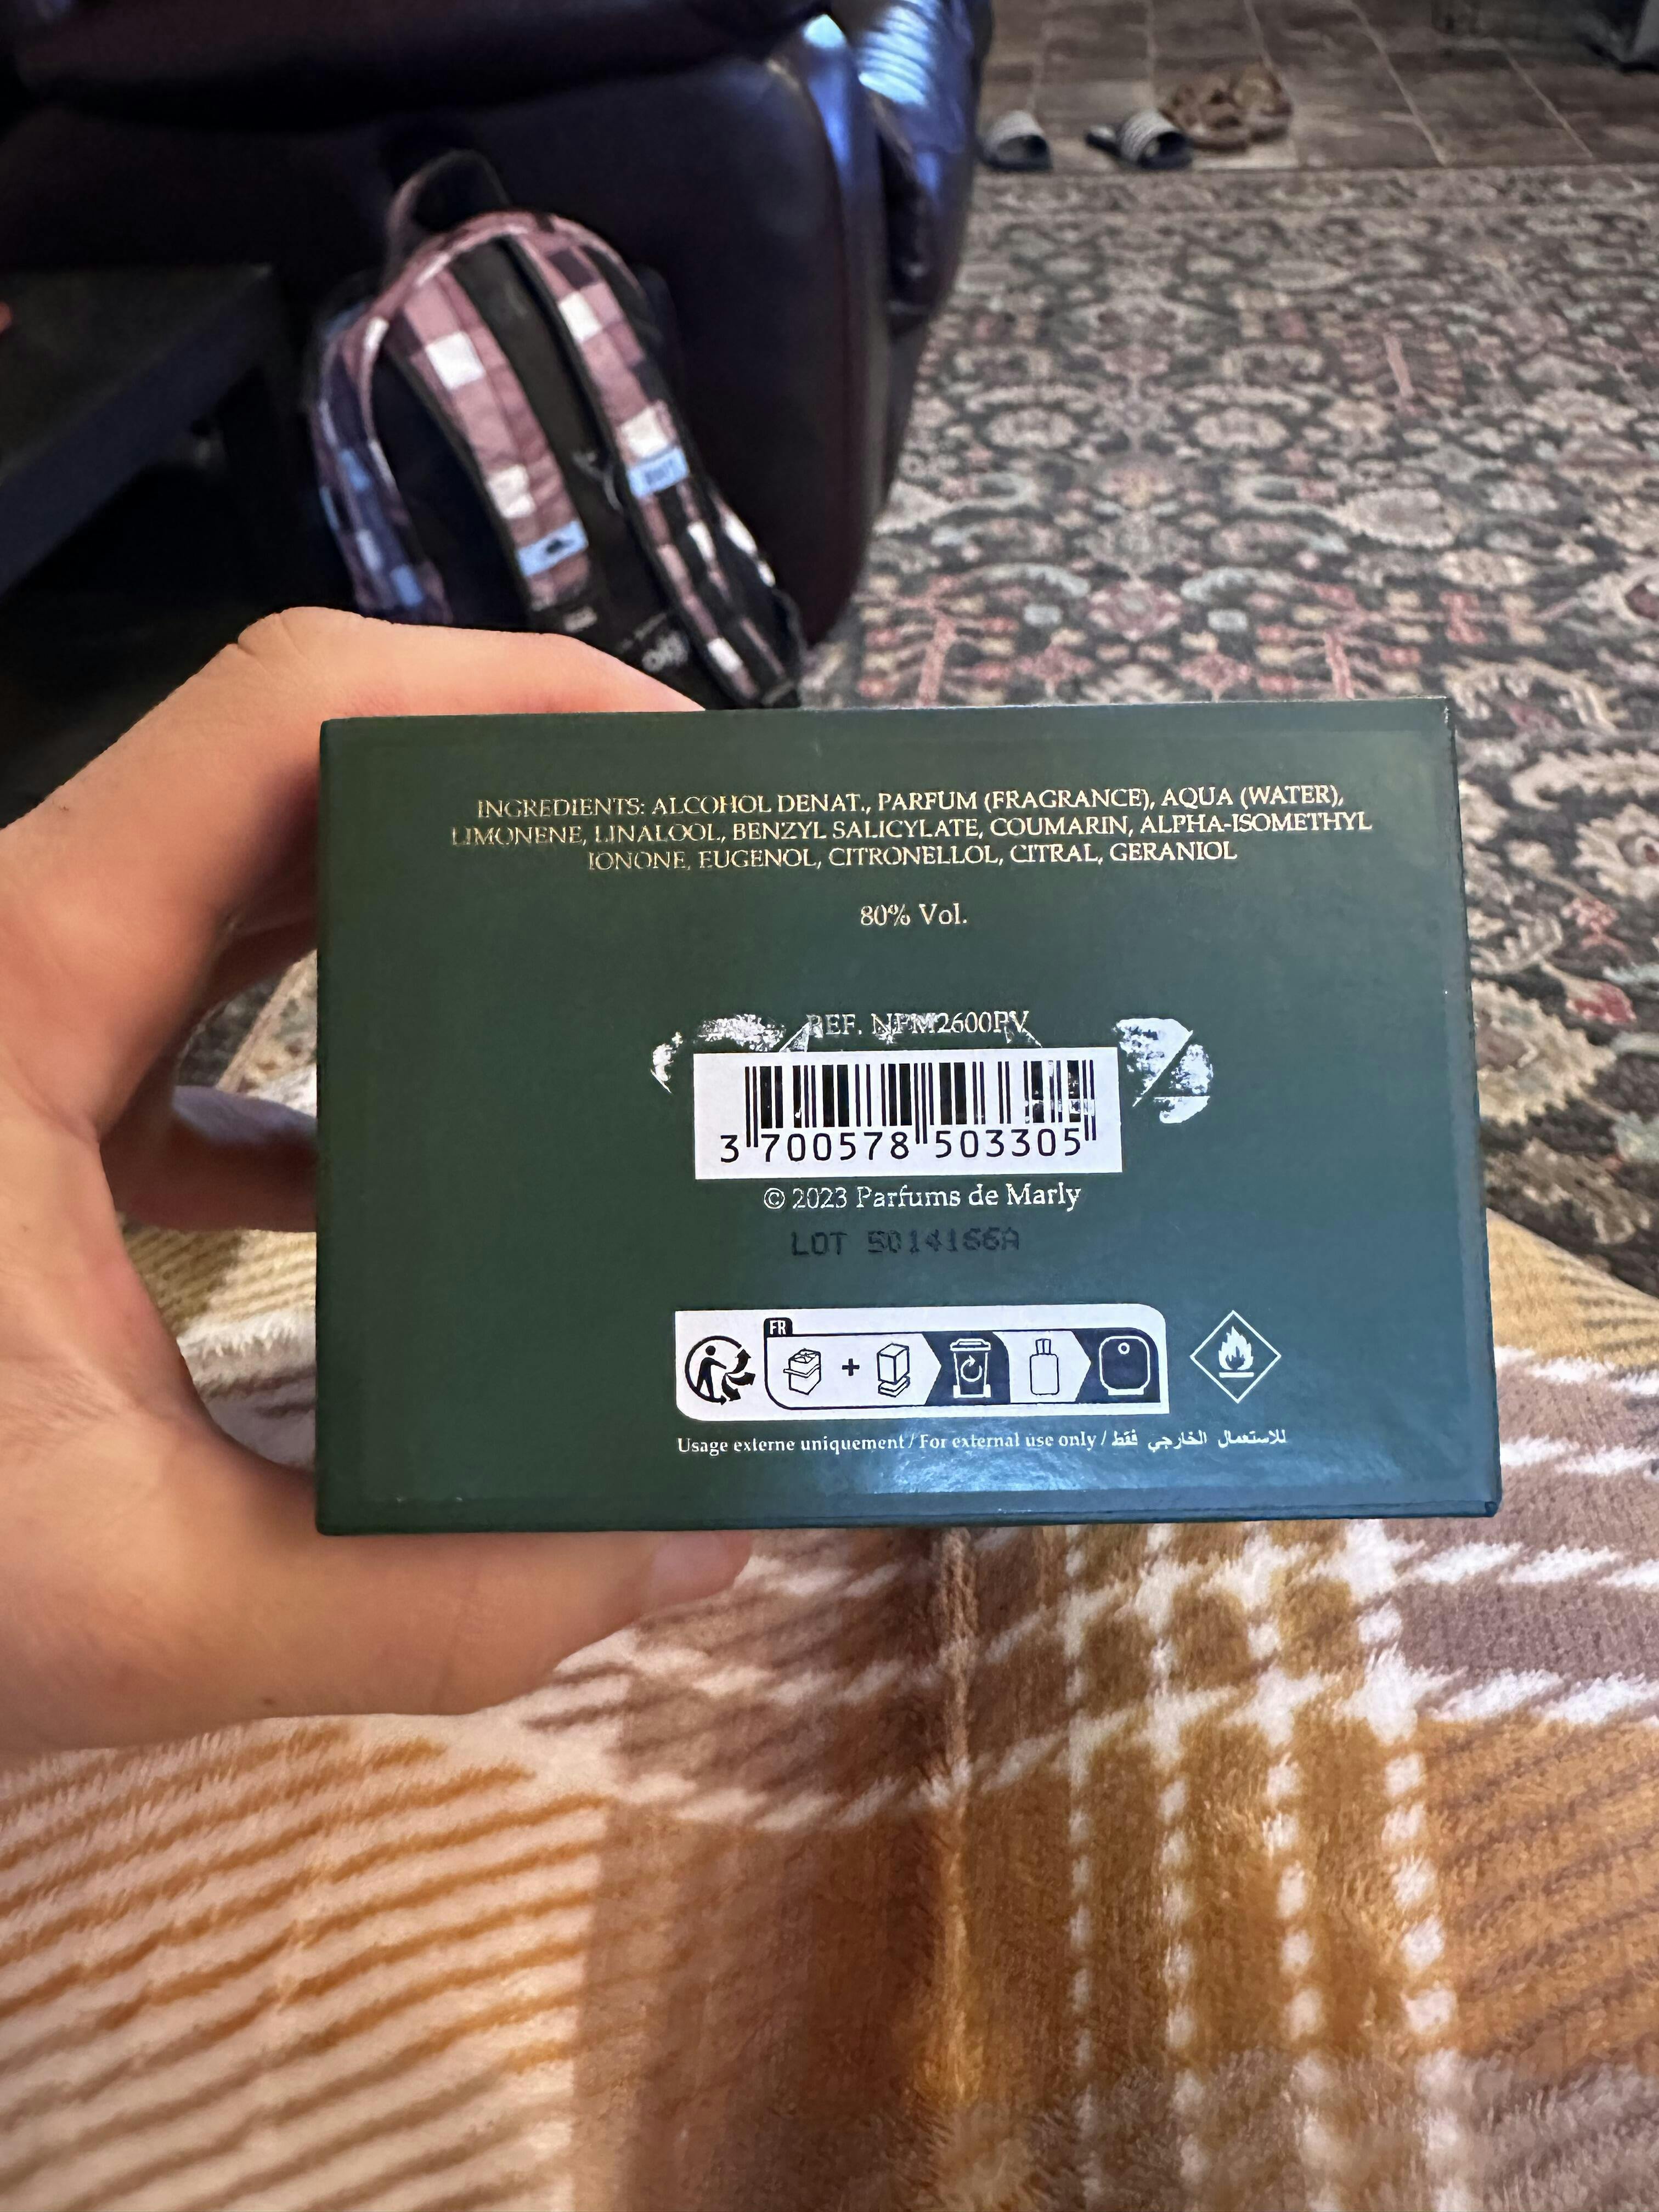 INGREDIENTS: ALCOHOL DENAT., PARFUM (FRAGRANCE), AQUA (WATER),
LIMONENE, LINALOOL, BENZYL SALICYLATE, COUMARIN, ALPHA-ISOMETHYL
IONONE, EUGENOL, CITRONELLOL, CITRAL, GERANIOL
80% Vol.
REF. NPM2600PV
3 700578 503305
© 2023 Parfums de Marly
LOT 5014166A
FR
Usage externe uniquement / For external use only / للاستعمال الخارجي فقط